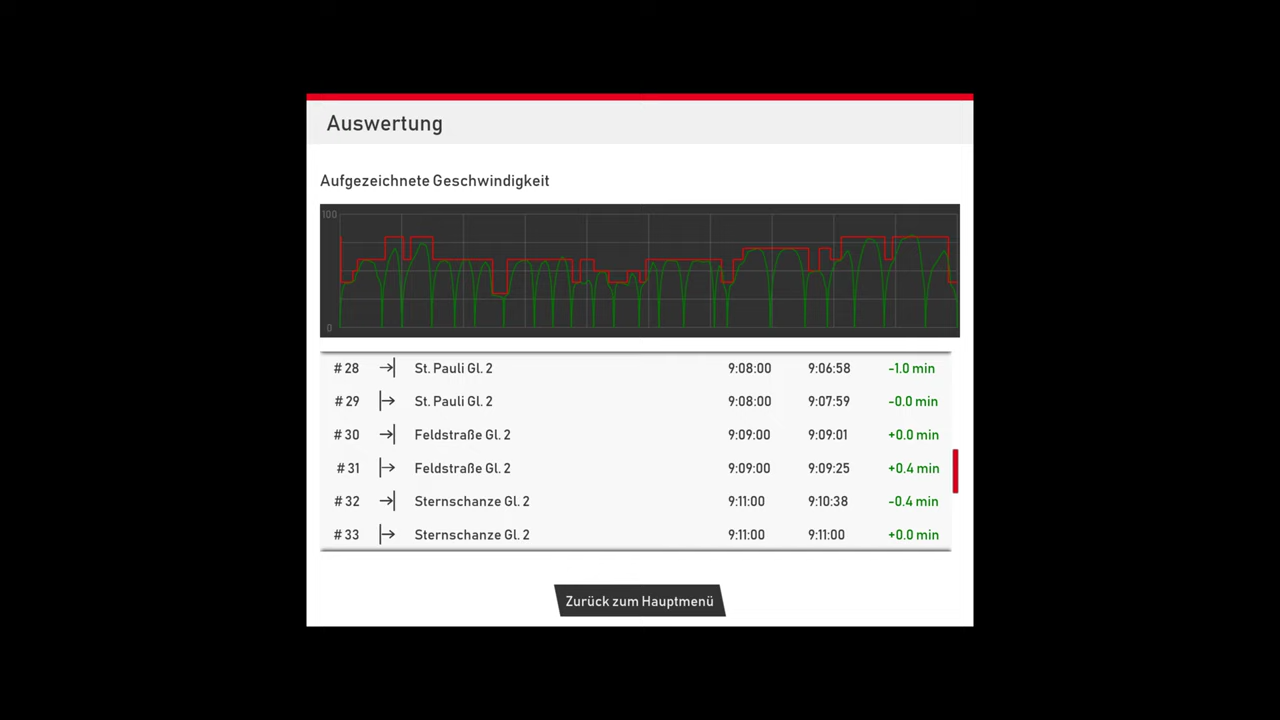 Auswertung
Aufgezeichnete Geschwindigkeit
100
0
# 28 St. Pauli Gl. 2 9:08:00 9:06:58 -1.0 min
# 29 St. Pauli Gl. 2 9:08:00 9:07:59 -0.0 min
# 30 Feldstraße Gl. 2 9:09:00 9:09:01 +0.0 min
# 31 Feldstraße Gl. 2 9:09:00 9:09:25 +0.4 min
# 32 Sternschanze Gl. 2 9:11:00 9:10:38 -0.4 min
# 33 Sternschanze Gl. 2 9:11:00 9:11:00 +0.0 min
Zurück zum Hauptmenü